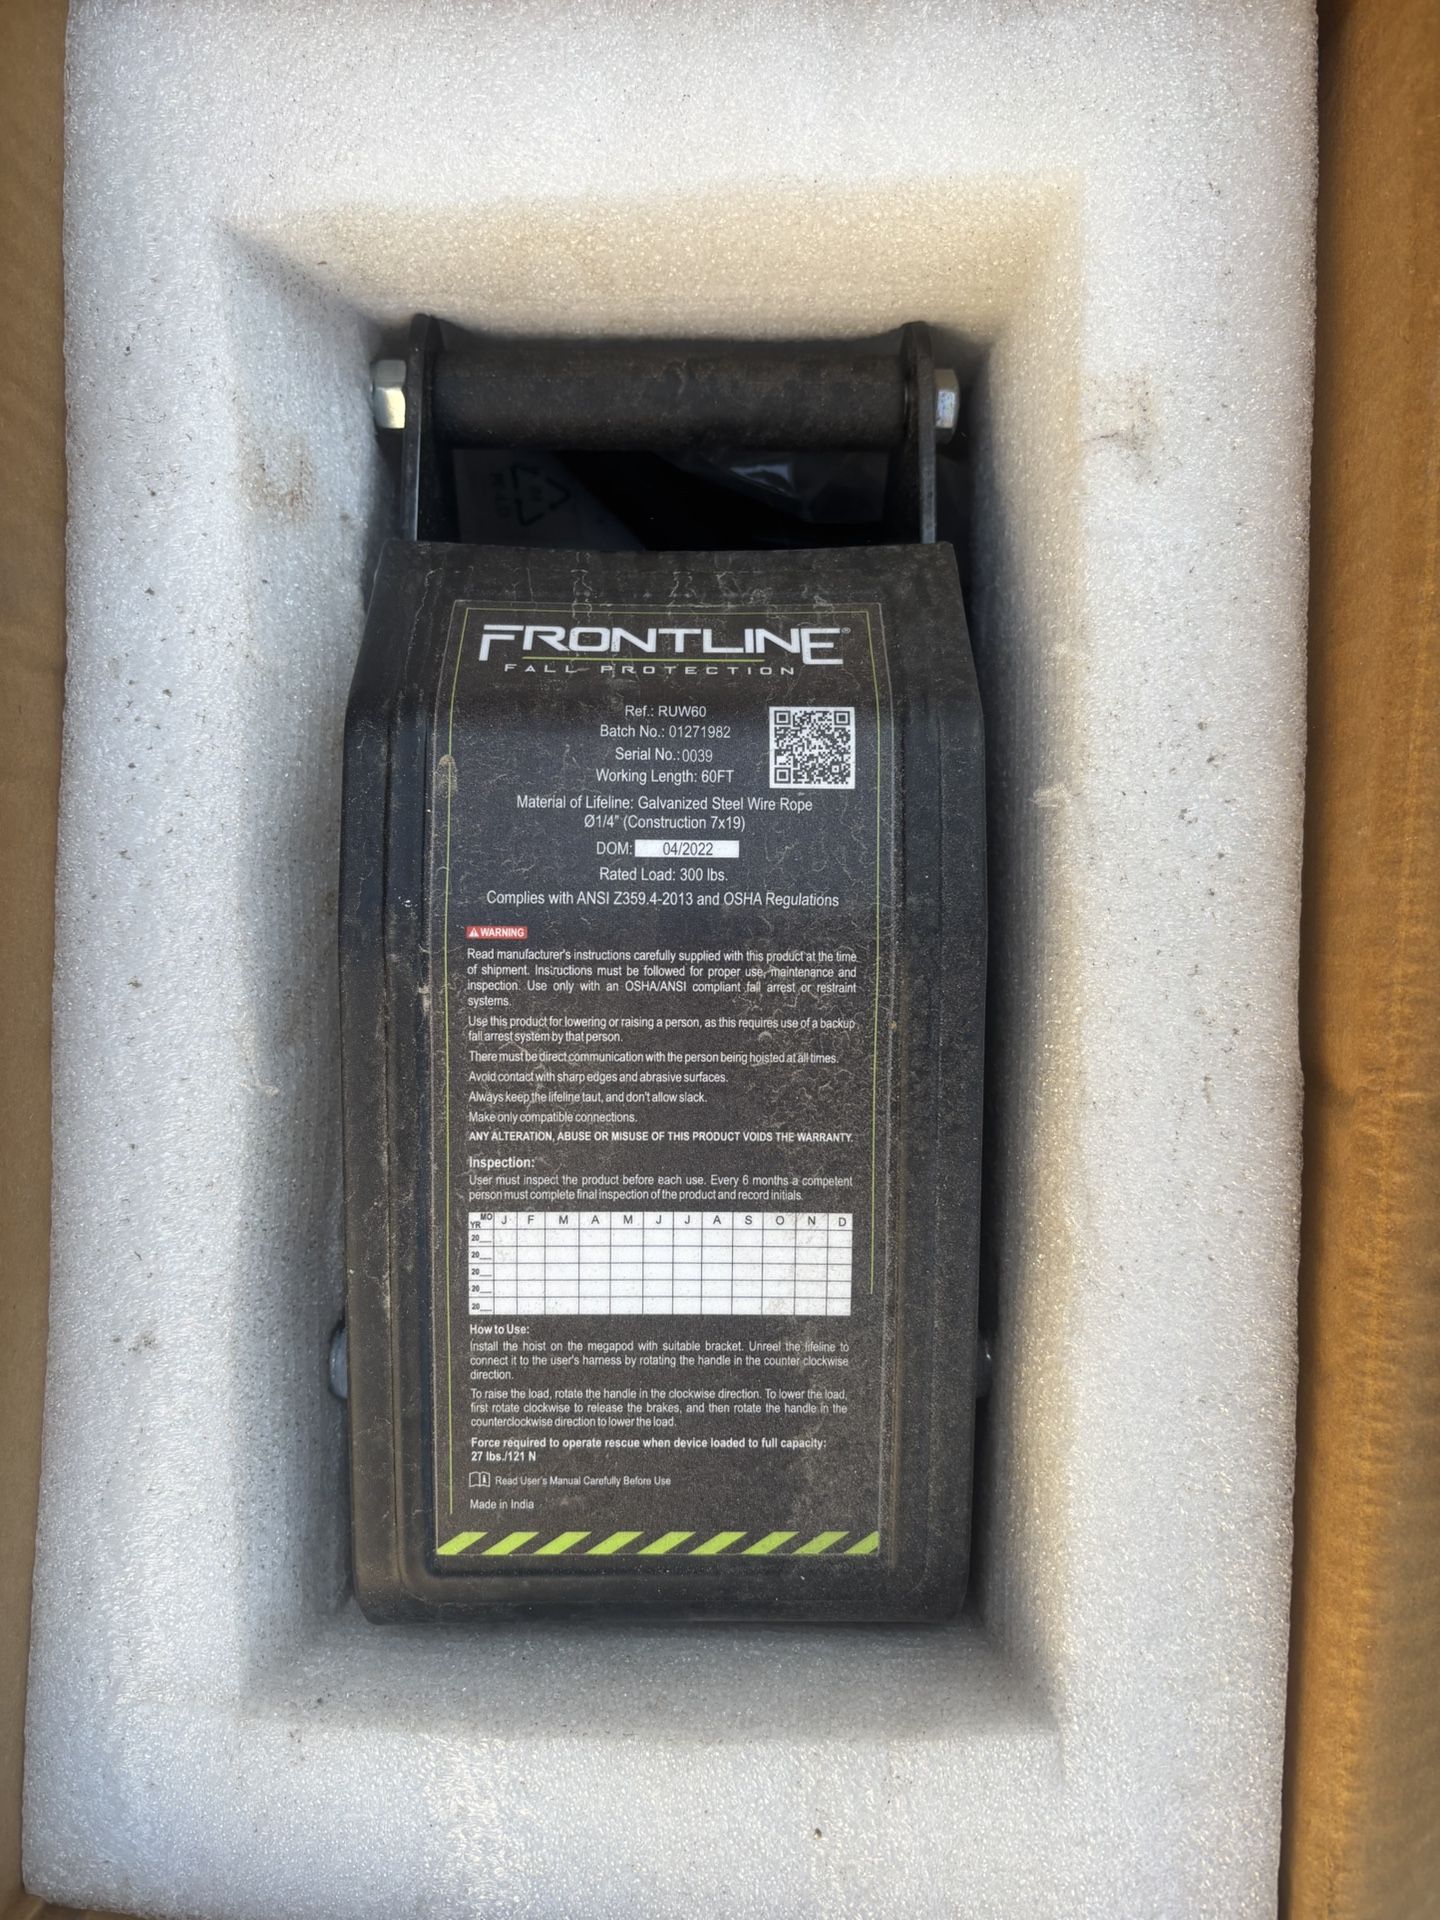 FRONTLINE®
FALL PROTECTION
Ref.: RUW60
Batch No.: 01271982
Serial No.: 0039
Working Length: 60FT
Material of Lifeline: Galvanized Steel Wire Rope
Ø1/4" (Construction 7x19)
DOM: 04/2022
Rated Load: 300 lbs.
Complies with ANSI Z359.4-2013 and OSHA Regulations
WARNING
Read manufacturer's instructions carefully supplied with this product at the time
of shipment. Instructions must be followed for proper use, maintenance and
inspection. Use only with an OSHA/ANSI compliant fall arrest or restraint
systems.
Use this product for lowering or raising a person, as this requires use of a backup
fall arrest system by that person.
There must be direct communication with the person being hoisted at all times.
Avoid contact with sharp edges and abrasive surfaces.
Always keep the lifeline taut, and don't allow slack.
Make only compatible connections.
ANY ALTERATION, ABUSE OR MISUSE OF THIS PRODUCT VOIDS THE WARRANTY.
Inspection:
User must inspect the product before each use. Every 6 months a competent
person must complete final inspection of the product and record initials.
YR MO J F M A M J J A S O N D
20__
20__
20__
20__
20__
How to Use:
Install the hoist on the megapod with suitable bracket. Unreel the lifeline to
connect it to the user's harness by rotating the handle in the counter clockwise
direction.
To raise the load, rotate the handle in the clockwise direction. To lower the load,
first rotate clockwise to release the brakes, and then rotate the handle in the
counterclockwise direction to lower the load.
Force required to operate rescue when device loaded to full capacity:
27 lbs./121 N
Read User's Manual Carefully Before Use
Made in India